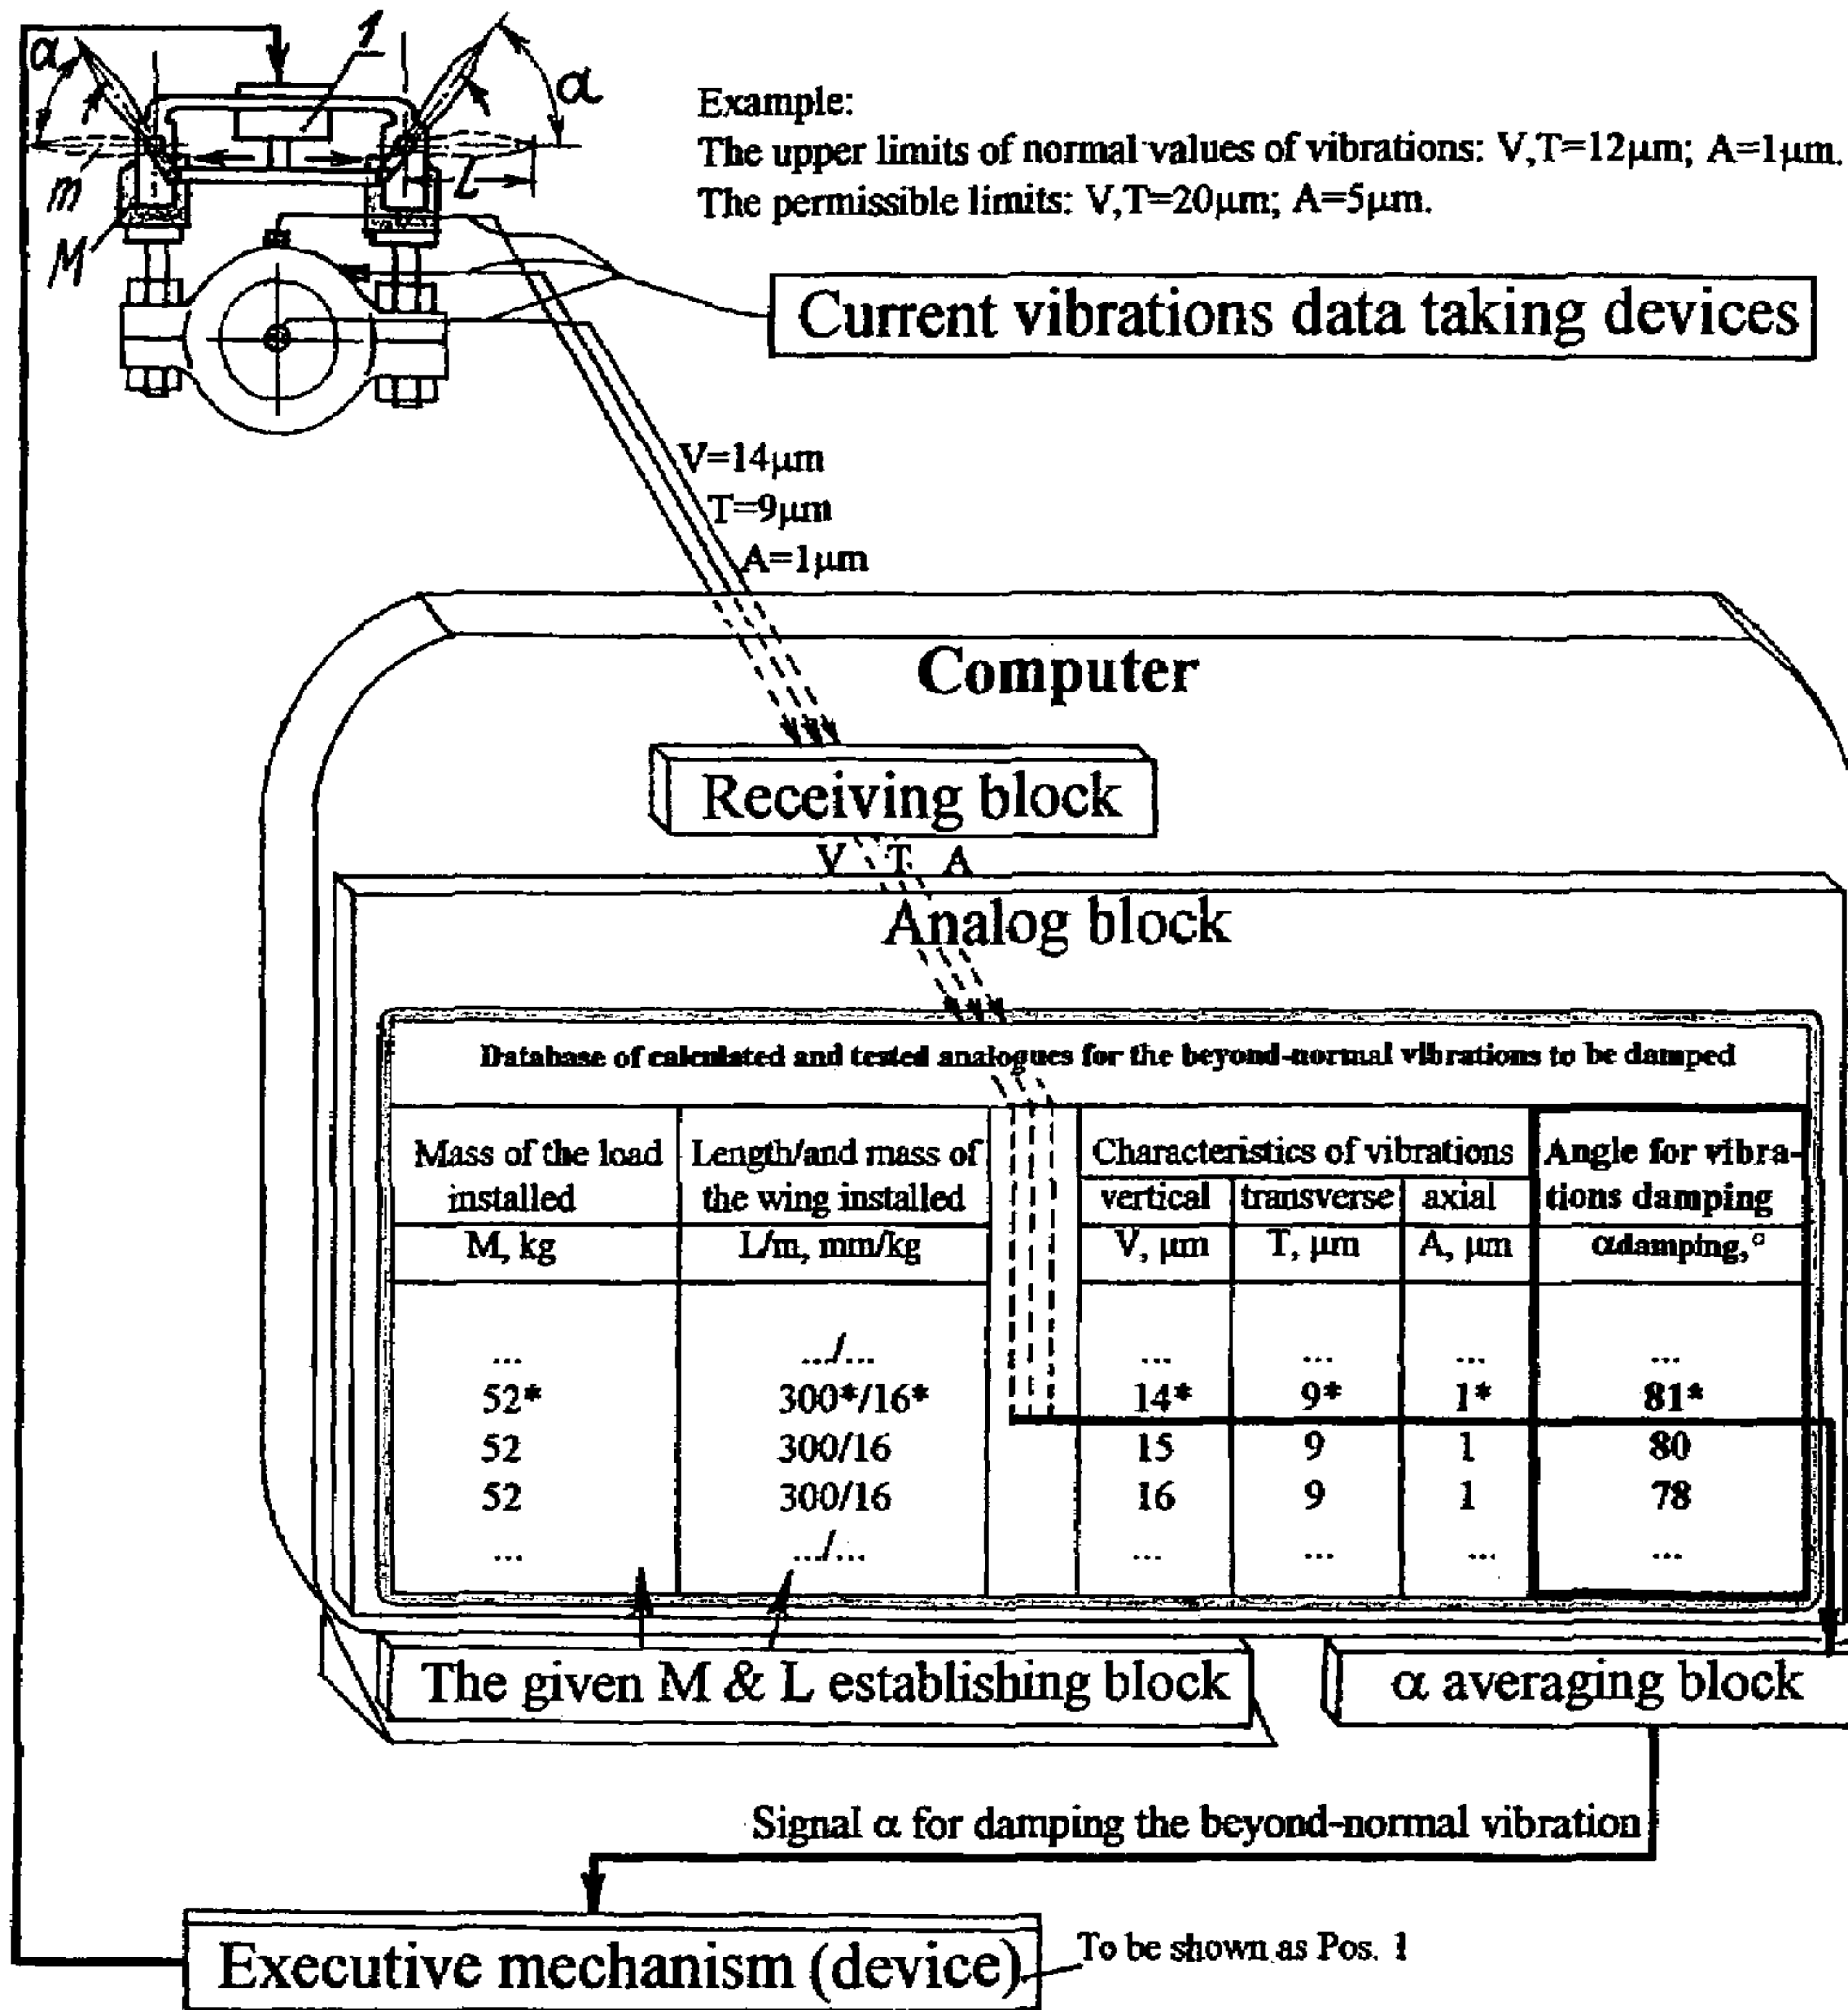 1
α
α
m
L
M
Example:
The upper limits of normal values of vibrations: V,T=12μm; A=1μm.
The permissible limits: V,T=20μm; A=5μm.
Current vibrations data taking devices
V=14μm
T=9μm
A=1μm
Computer
Receiving block
V T A
Analog block
Database of calculated and tested analogues for the beyond-normal vibrations to be damped
Mass of the load
installed
M, kg
Length/and mass of
the wing installed
L/m, mm/kg
Characteristics of vibrations
vertical transverse axial
V, μm T, μm A, μm
Angle for vibra-
tions damping
αdamping,°
... .../... ... ... ... ...
52* 300*/16* 14* 9* 1* 81*
52 300/16 15 9 1 80
52 300/16 16 9 1 78
... .../... ... ... ... ...
The given M & L establishing block
α averaging block
Signal α for damping the beyond-normal vibration
Executive mechanism (device)
To be shown as Pos. 1